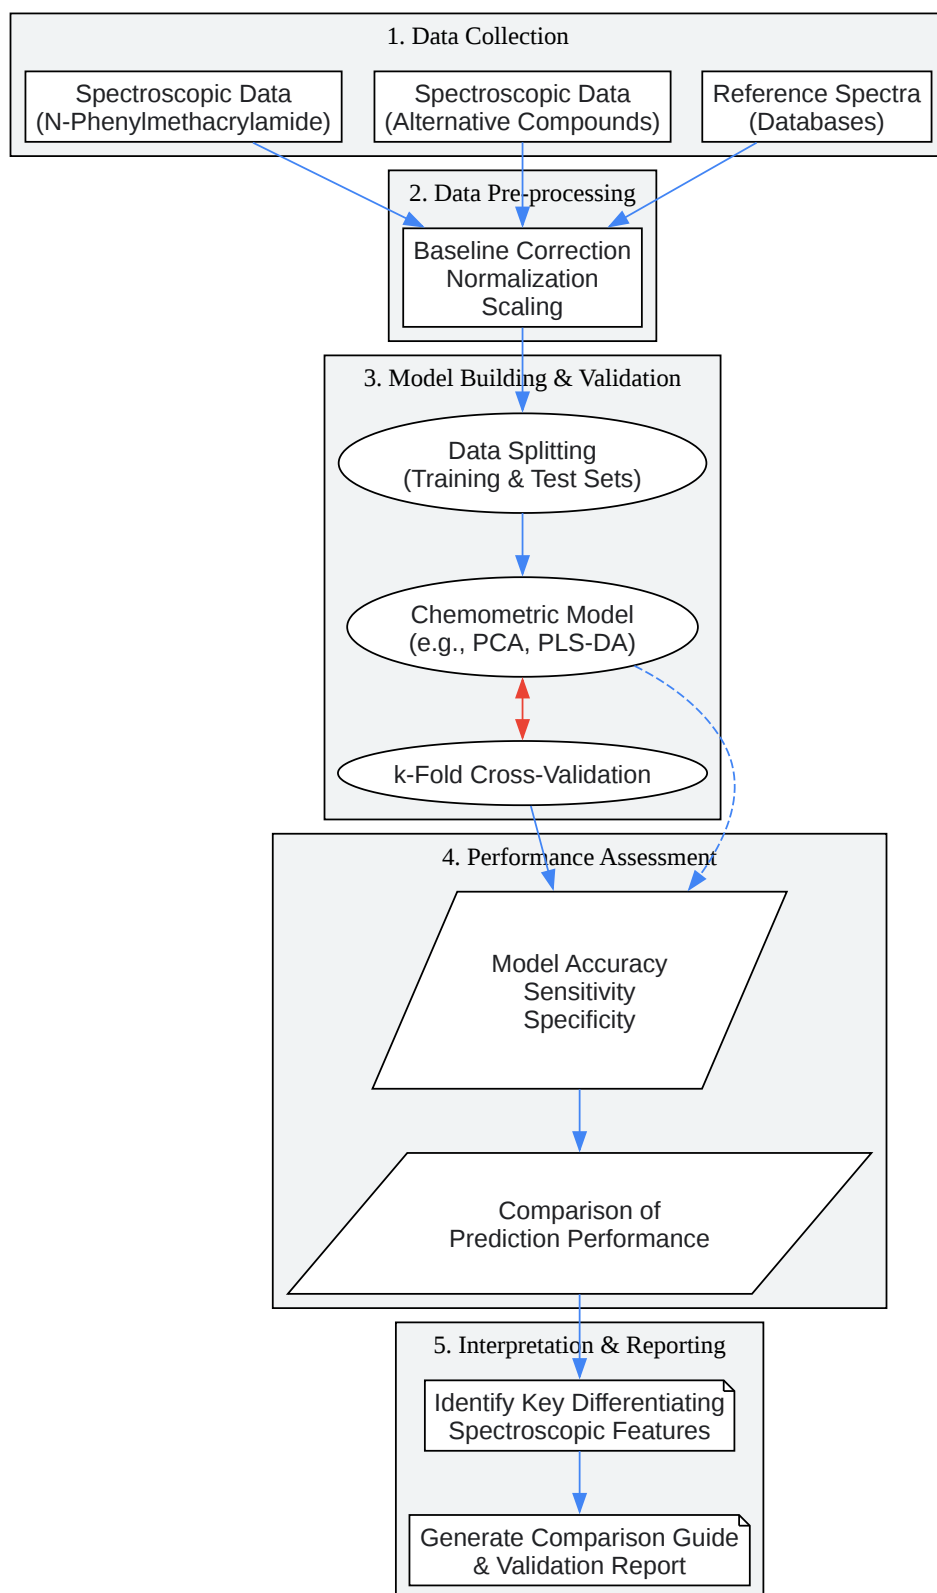 1. Data Collection
Spectroscopic Data
(N-Phenylmethacrylamide)
Spectroscopic Data
(Alternative Compounds)
Reference Spectra
(Databases)
2. Data Pre-processing
Baseline Correction
Normalization
Scaling
3. Model Building & Validation
Data Splitting
(Training & Test Sets)
Chemometric Model
(e.g., PCA, PLS-DA)
k-Fold Cross-Validation
4. Performance Assessment
Model Accuracy
Sensitivity
Specificity
Comparison of
Prediction Performance
5. Interpretation & Reporting
Identify Key Differentiating
Spectroscopic Features
Generate Comparison Guide
& Validation Report